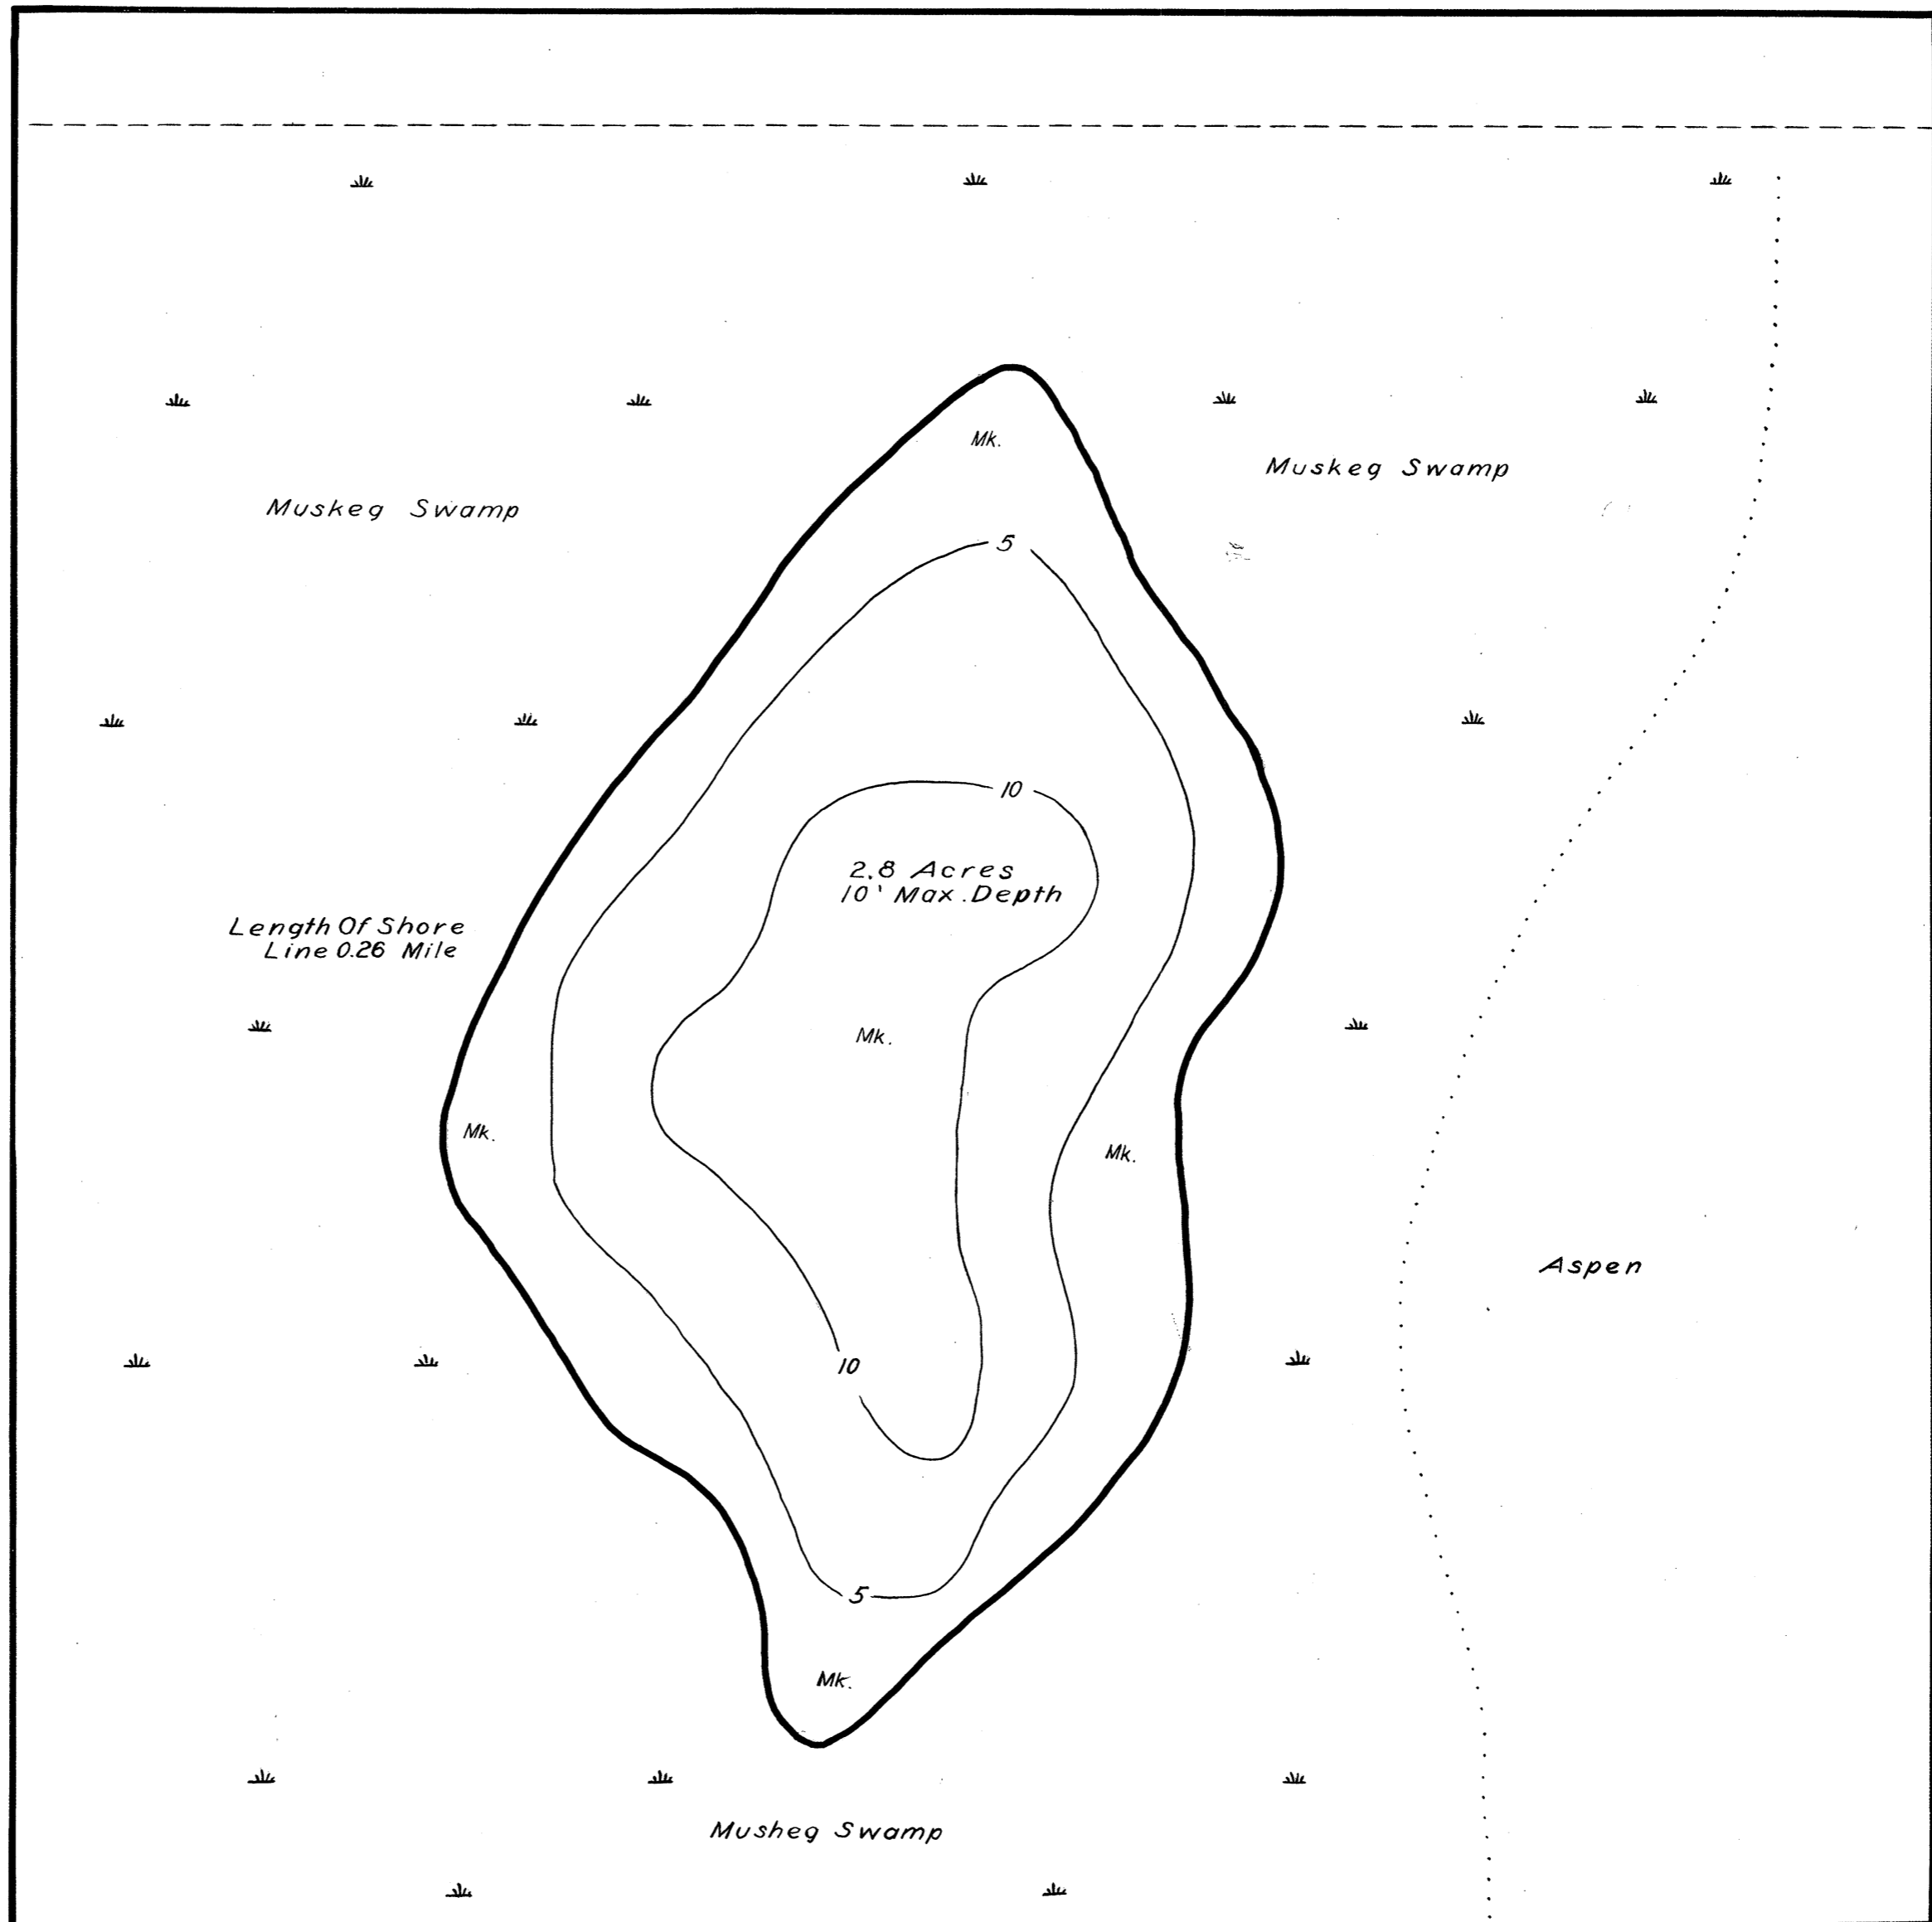 Mk.
Muskeg Swamp
Muskeg Swamp
5
10
2.8 Acres
10' Max. Depth
Length Of Shore
Line 0.26 Mile
Mk.
Mk.
Mk.
Aspen
10
5
Mk.
Musheg Swamp